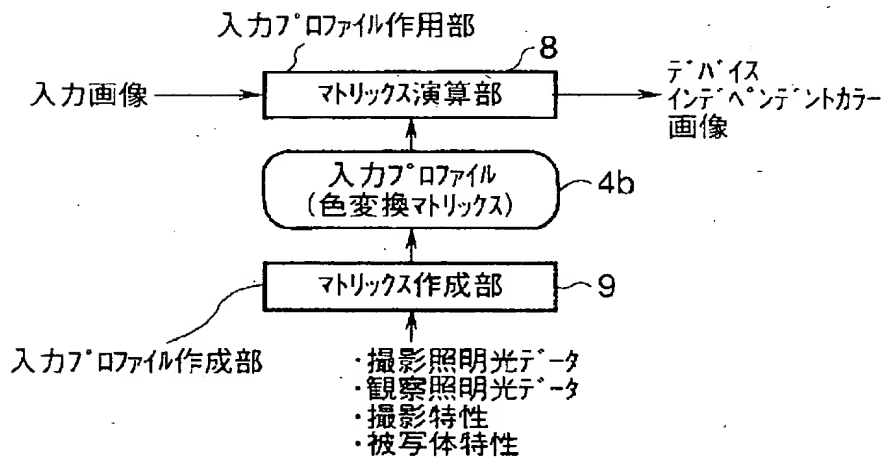 入力プロファイル作用部
8
入力画像
マトリックス演算部
デバイス
インデペンデントカラー
画像
入力プロファイル
(色変換マトリックス)
4b
マトリックス作成部
9
入力プロファイル作成部
・撮影照明光データ
・観察照明光データ
・撮影特性
・被写体特性